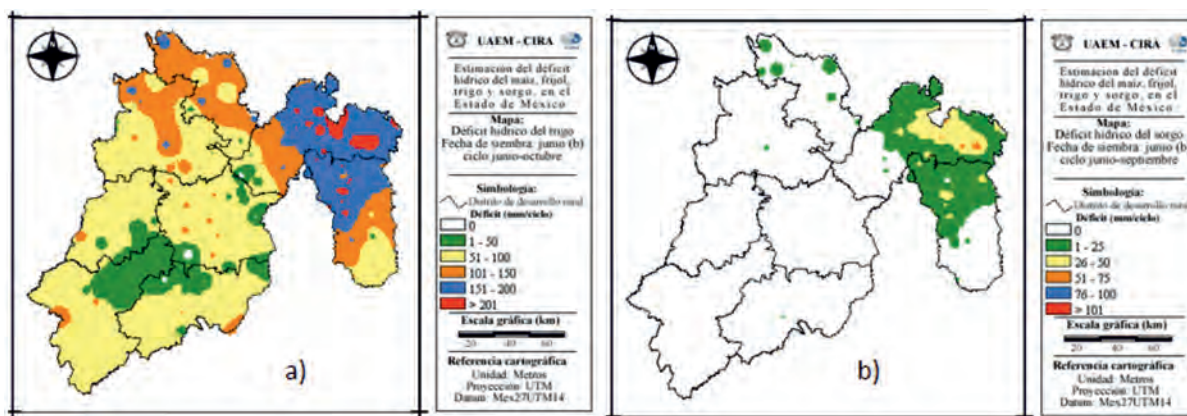 UAEM - CIRA
Estimación del déficit
hídrico del maíz, frijol,
trigo y sorgo, en el
Estado de México
Mapa:
Déficit hídrico del trigo
Fecha de siembra: junio (b)
ciclo junio-octubre
Simbología:
Distrito de desarrollo rural
Déficit (mm/ciclo)
0
1 - 50
51 - 100
101 - 150
151 - 200
> 201
Escala gráfica (km)
20 40 60
Referencia cartográfica
Unidad: Metros
Proyección: UTM
Datum: Mex27UTM14
a)
UAEM - CIRA
Estimación del déficit
hídrico del maíz, frijol,
trigo y sorgo, en el
Estado de México
Mapa:
Déficit hídrico del sorgo
Fecha de siembra: junio (b)
ciclo junio-septiembre
Simbología:
Distrito de desarrollo rural
Déficit (mm/ciclo)
0
1 - 25
26 - 50
51 - 75
76 - 100
> 101
Escala gráfica (km)
20 40 60
Referencia cartográfica
Unidad: Metros
Proyección: UTM
Datum: Mex27UTM14
b)